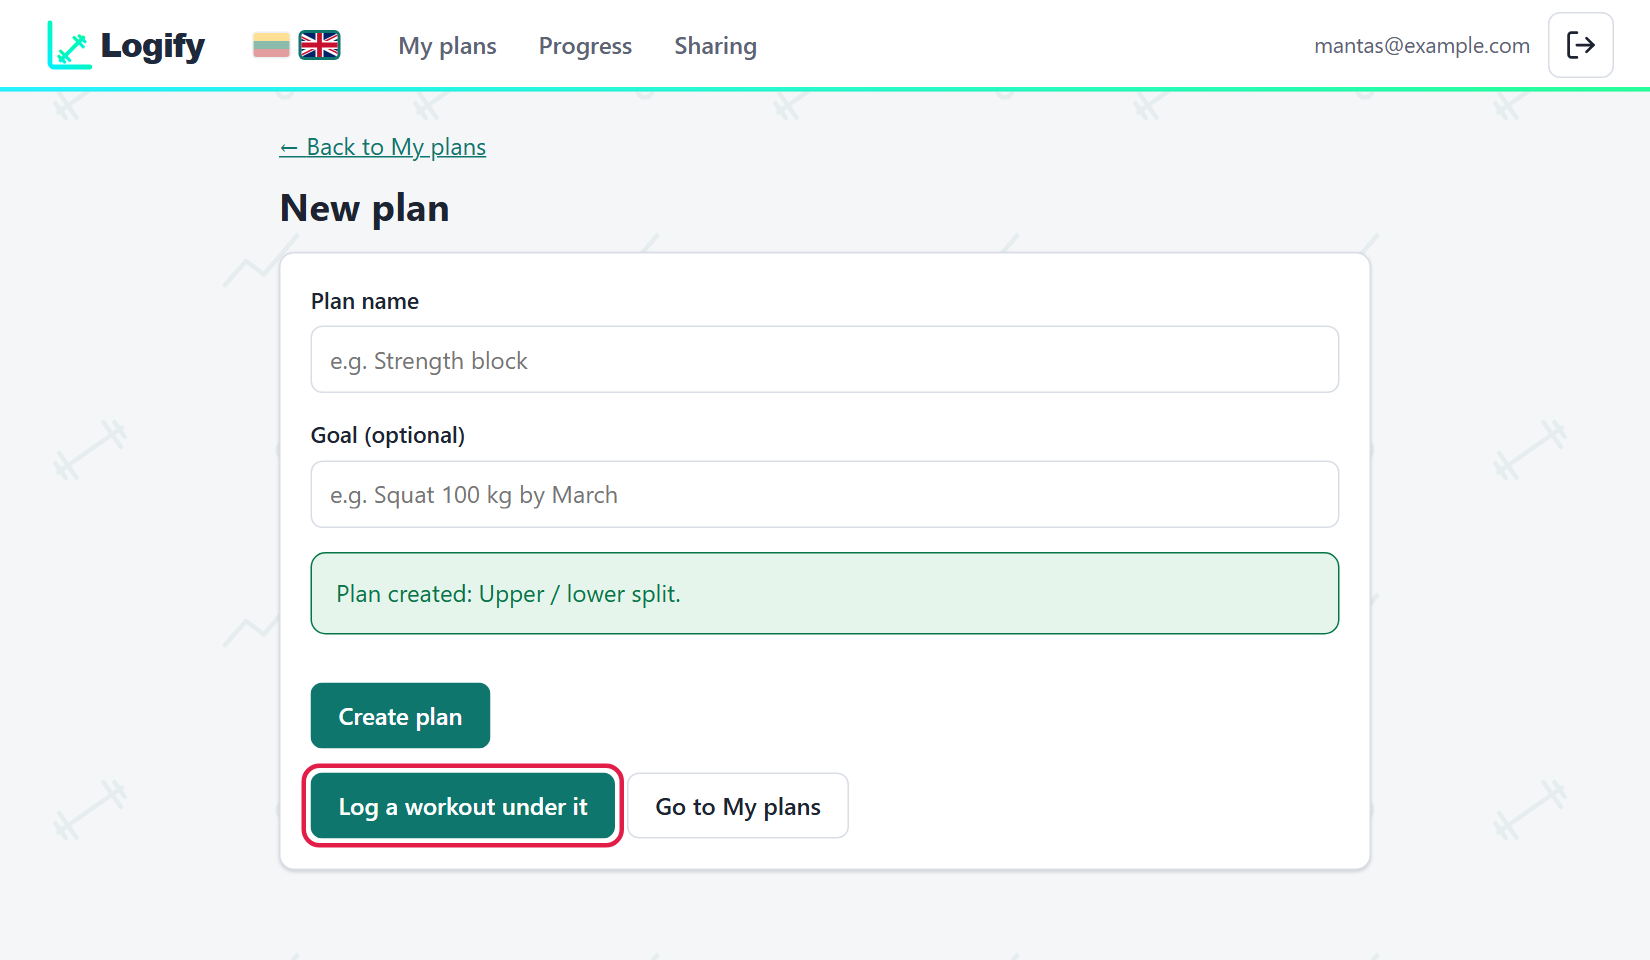 Logify
My plans
Progress
Sharing
mantas@example.com
← Back to My plans
New plan
Plan name
e.g. Strength block
Goal (optional)
e.g. Squat 100 kg by March
Plan created: Upper / lower split.
Create plan
Log a workout under it
Go to My plans